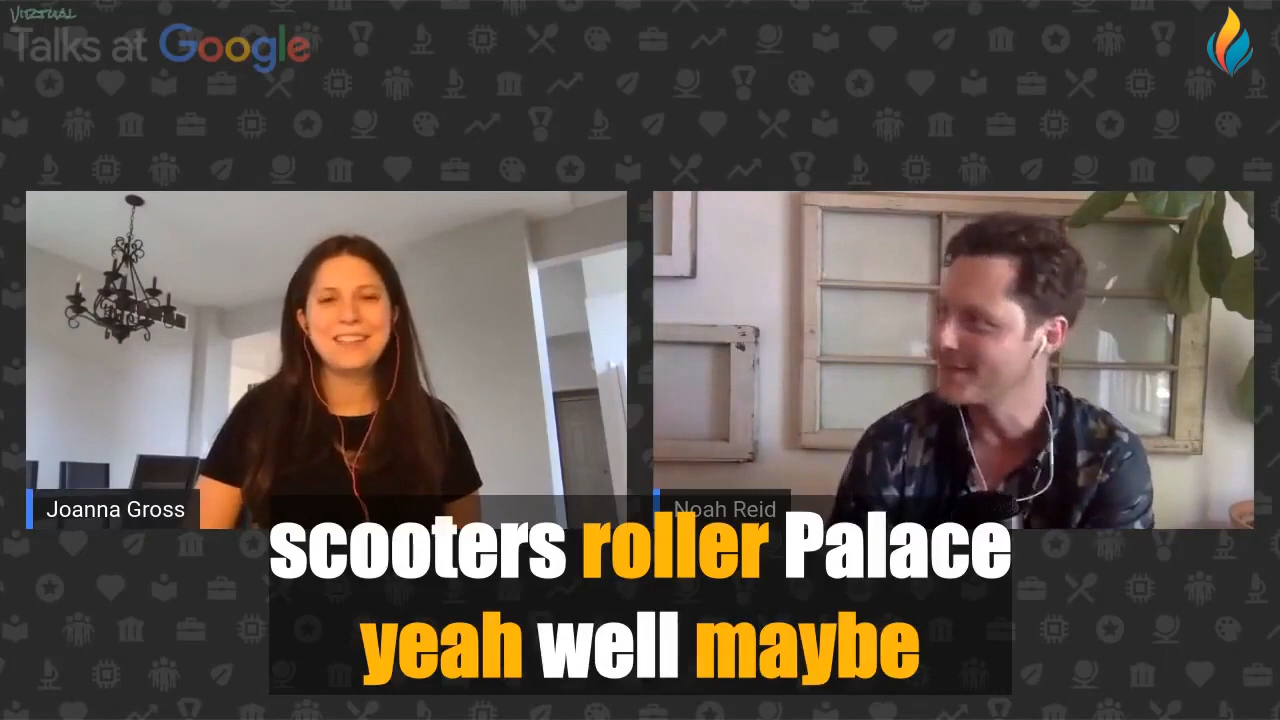 VIRTUAL
Talks at Google
Joanna Gross
Noah Reid
scooters roller Palace
yeah well maybe